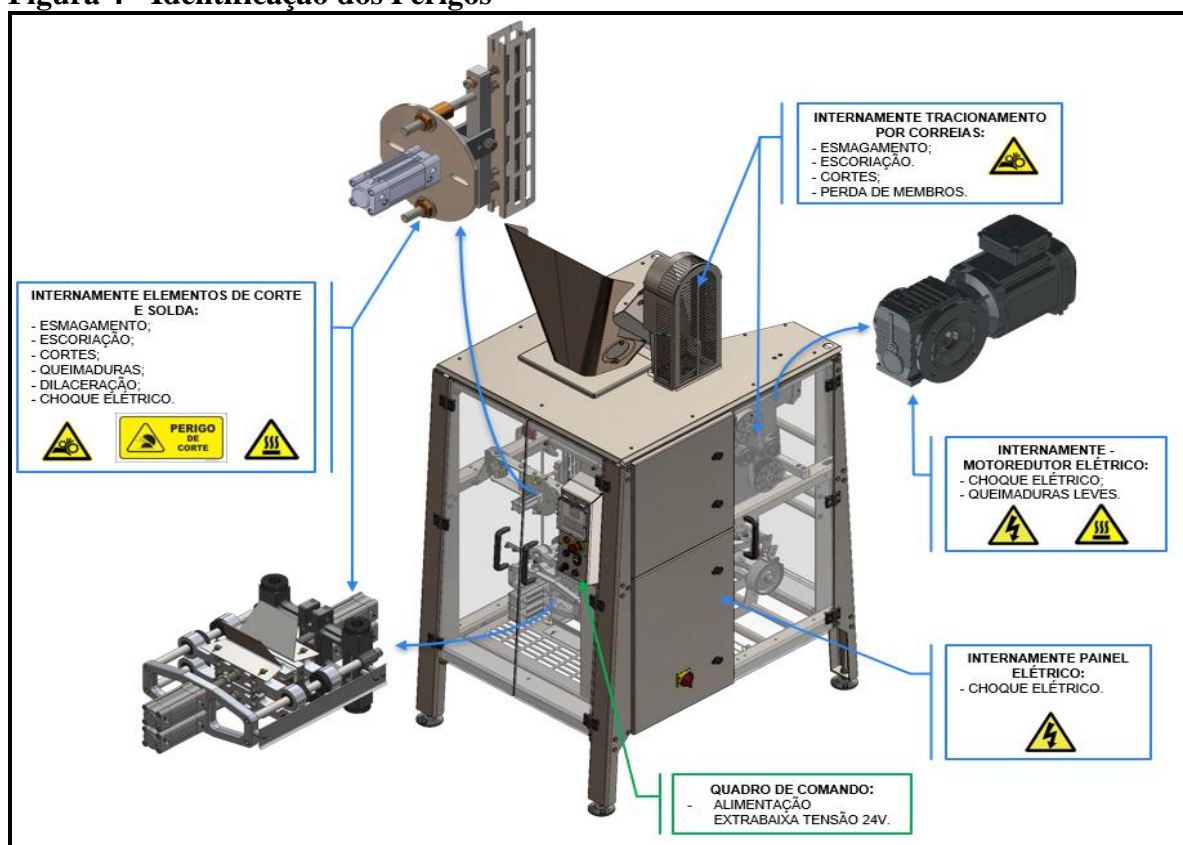 Figura 4 - Identificação dos Perigos
INTERNAMENTE TRACIONAMENTO
POR CORREIAS:
- ESMAGAMENTO;
- ESCORIAÇÃO.
- CORTES;
- PERDA DE MEMBROS.
INTERNAMENTE ELEMENTOS DE CORTE
E SOLDA:
- ESMAGAMENTO;
- ESCORIAÇÃO;
- CORTES;
- QUEIMADURAS;
- DILACERAÇÃO;
- CHOQUE ELÉTRICO.
PERIGO
DE
CORTE
INTERNAMENTE -
MOTOREDUTOR ELÉTRICO:
- CHOQUE ELÉTRICO;
- QUEIMADURAS LEVES.
INTERNAMENTE PAINEL
ELÉTRICO:
- CHOQUE ELÉTRICO.
QUADRO DE COMANDO:
- ALIMENTAÇÃO
EXTRABAIXA TENSÃO 24V.